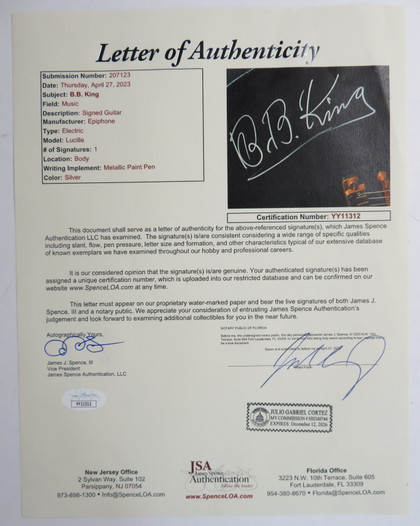 Letter of Authenticity
Submission Number: 207123
Date: Thursday, April 27, 2023
Subject: B.B. King
Field: Music
Description: Signed Guitar
Manufacturer: Epiphone
Type: Electric
Model: Lucille
# of Signatures: 1
Location: Body
Writing Implement: Metallic Paint Pen
Color: Silver
B.B. King
Certification Number: YY11312
This document shall serve as a letter of authenticity for the above-referenced signature(s), which James Spence
Authentication LLC has examined. The signature(s) is/are consistent considering a wide range of specific qualities
including slant, flow, pen pressure, letter size and formation, and other characteristics typical of our extensive database
of known exemplars we have examined throughout our hobby and professional careers.
It is our considered opinion that the signature(s) is/are genuine. Your authenticated signature(s) has been
assigned a unique certification number, which is uploaded into our restricted database and can be confirmed on our
website www.SpenceLOA.com at any time.
This letter must appear on our proprietary water-marked paper and bear the live signatures of both James J.
Spence, III and a notary public. We appreciate your consideration of entrusting James Spence Authentication's
judgement and look forward to examining additional collectibles for you in the near future.
Autographically Yours,
James J. Spence, III
Vice President
James Spence Authentication, LLC
YY11312
NOTARY PUBLIC OF FLORIDA
JULIO GABRIEL CORTEZ
EXPIRES: December 12, 2026
New Jersey Office
2 Sylvan Way, Suite 102
Parsippany, NJ 07054
973-698-1300 • Info@SpenceLOA.com
JSA
James Spence
Authentication
www.SpenceLOA.com
Florida Office
3223 N.W. 10th Terrace, Suite 605
Fort Lauderdale, FL 33309
954-380-8670 • Florida@SpenceLOA.com